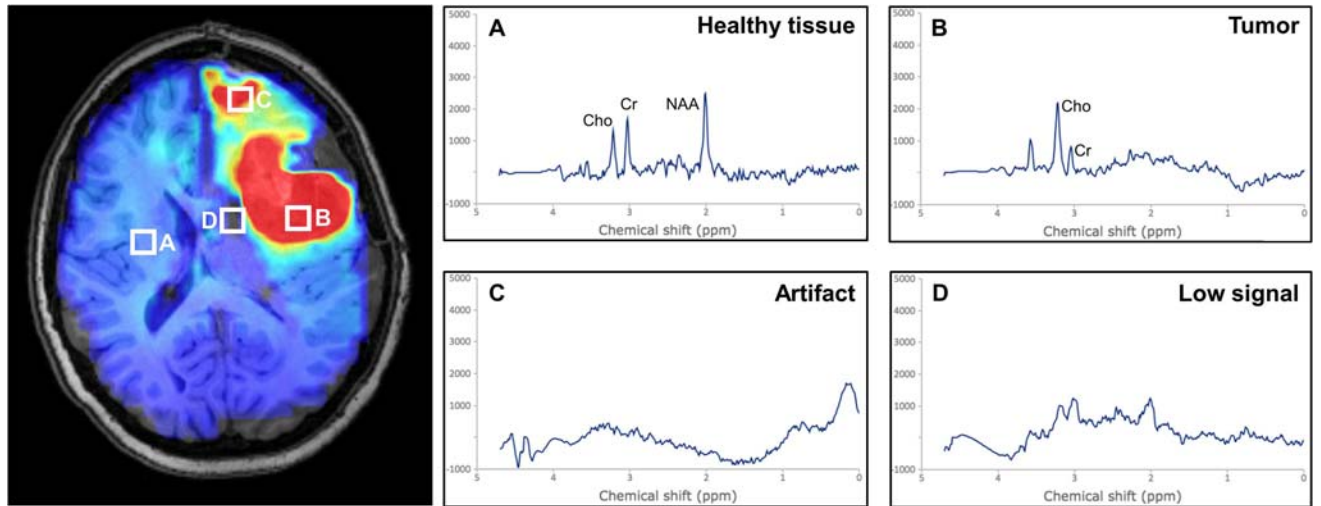 C
D
B
A
A Healthy tissue
5000
4000
3000
2000
1000
-1000
Cho
Cr
NAA
5 4 3 2 1 0
Chemical shift (ppm)
B Tumor
5000
4000
3000
2000
1000
-1000
Cho
Cr
5 4 3 2 1 0
Chemical shift (ppm)
C Artifact
5000
4000
3000
2000
1000
-1000
5 4 3 2 1 0
Chemical shift (ppm)
D Low signal
5000
4000
3000
2000
1000
-1000
5 4 3 2 1 0
Chemical shift (ppm)